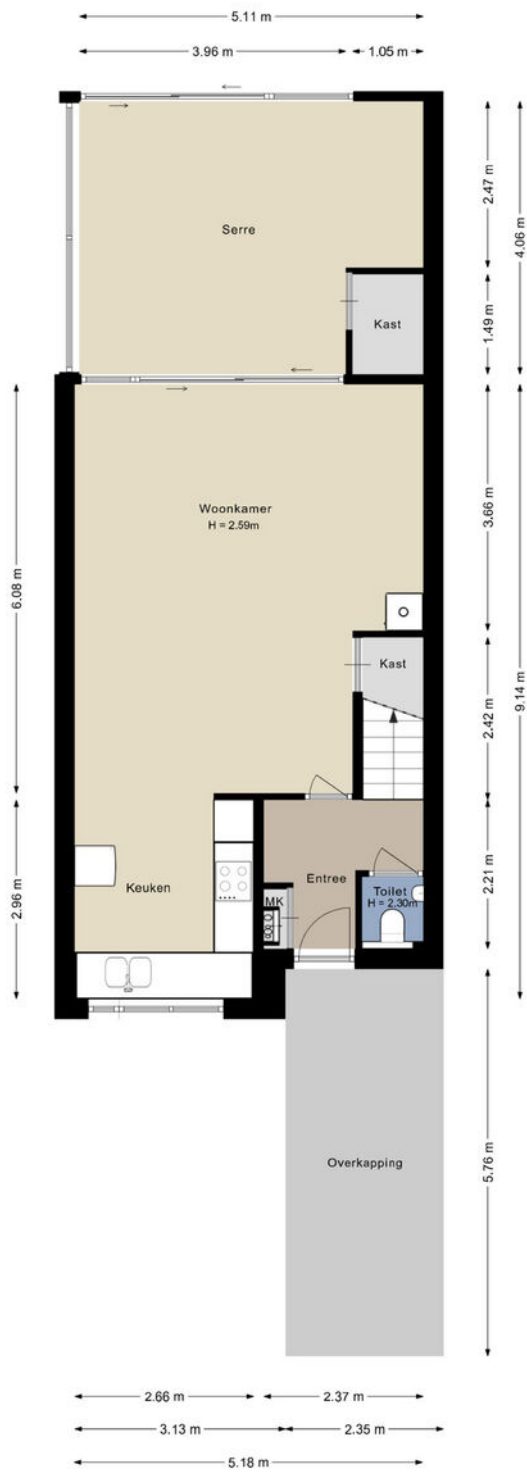 5.11 m
3.96 m
1.05 m
2.47 m
4.06 m
Serre
1.49 m
Kast
Woonkamer
H = 2.59m
3.66 m
6.08 m
9.14 m
Kast
2.42 m
2.21 m
2.96 m
Entree
Keuken
Toilet
H = 2.30m
MK
5.76 m
Overkapping
2.66 m
2.37 m
3.13 m
2.35 m
5.18 m